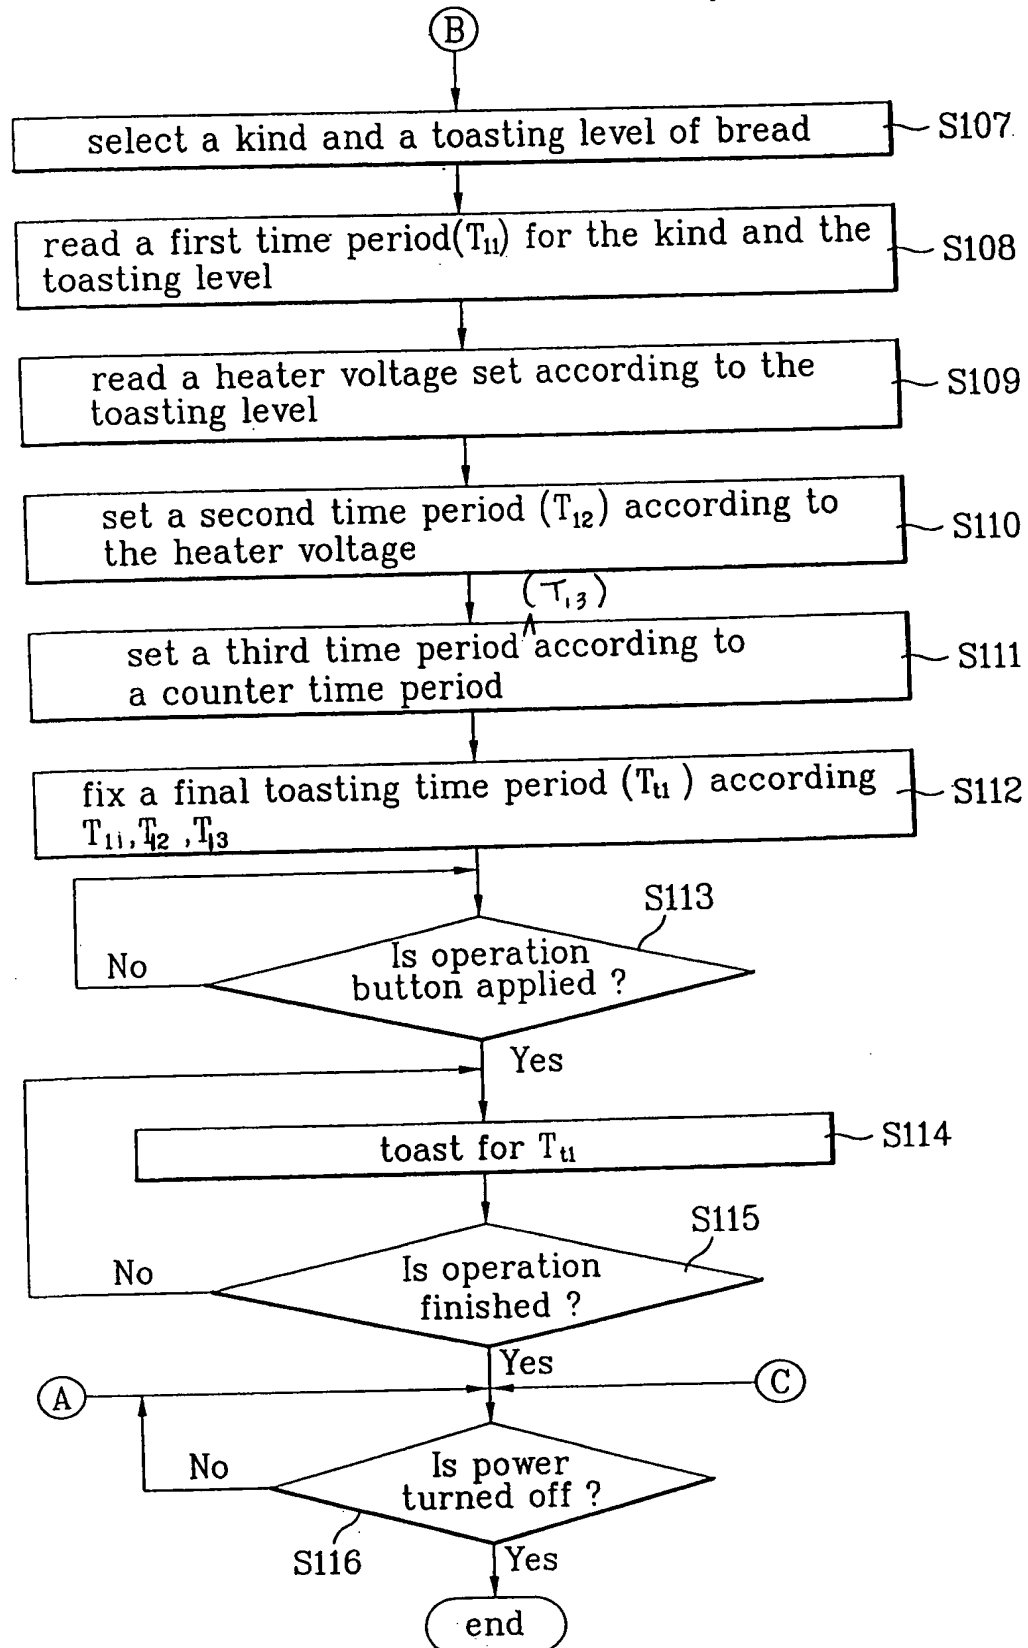 B
select a kind and a toasting level of bread
S107
read a first time period(T₁₁) for the kind and the
toasting level
S108
read a heater voltage set according to the
toasting level
S109
set a second time period (T₁₂) according to
the heater voltage
S110
(T₁₃)
set a third time period ∧ according to
a counter time period
S111
fix a final toasting time period (Tₜ₁) according
T₁₁, T₁₂, T₁₃
S112
S113
Is operation
button applied ?
No
Yes
toast for Tₜ₁
S114
S115
Is operation
finished ?
No
Yes
A
C
Is power
turned off ?
No
S116
Yes
end